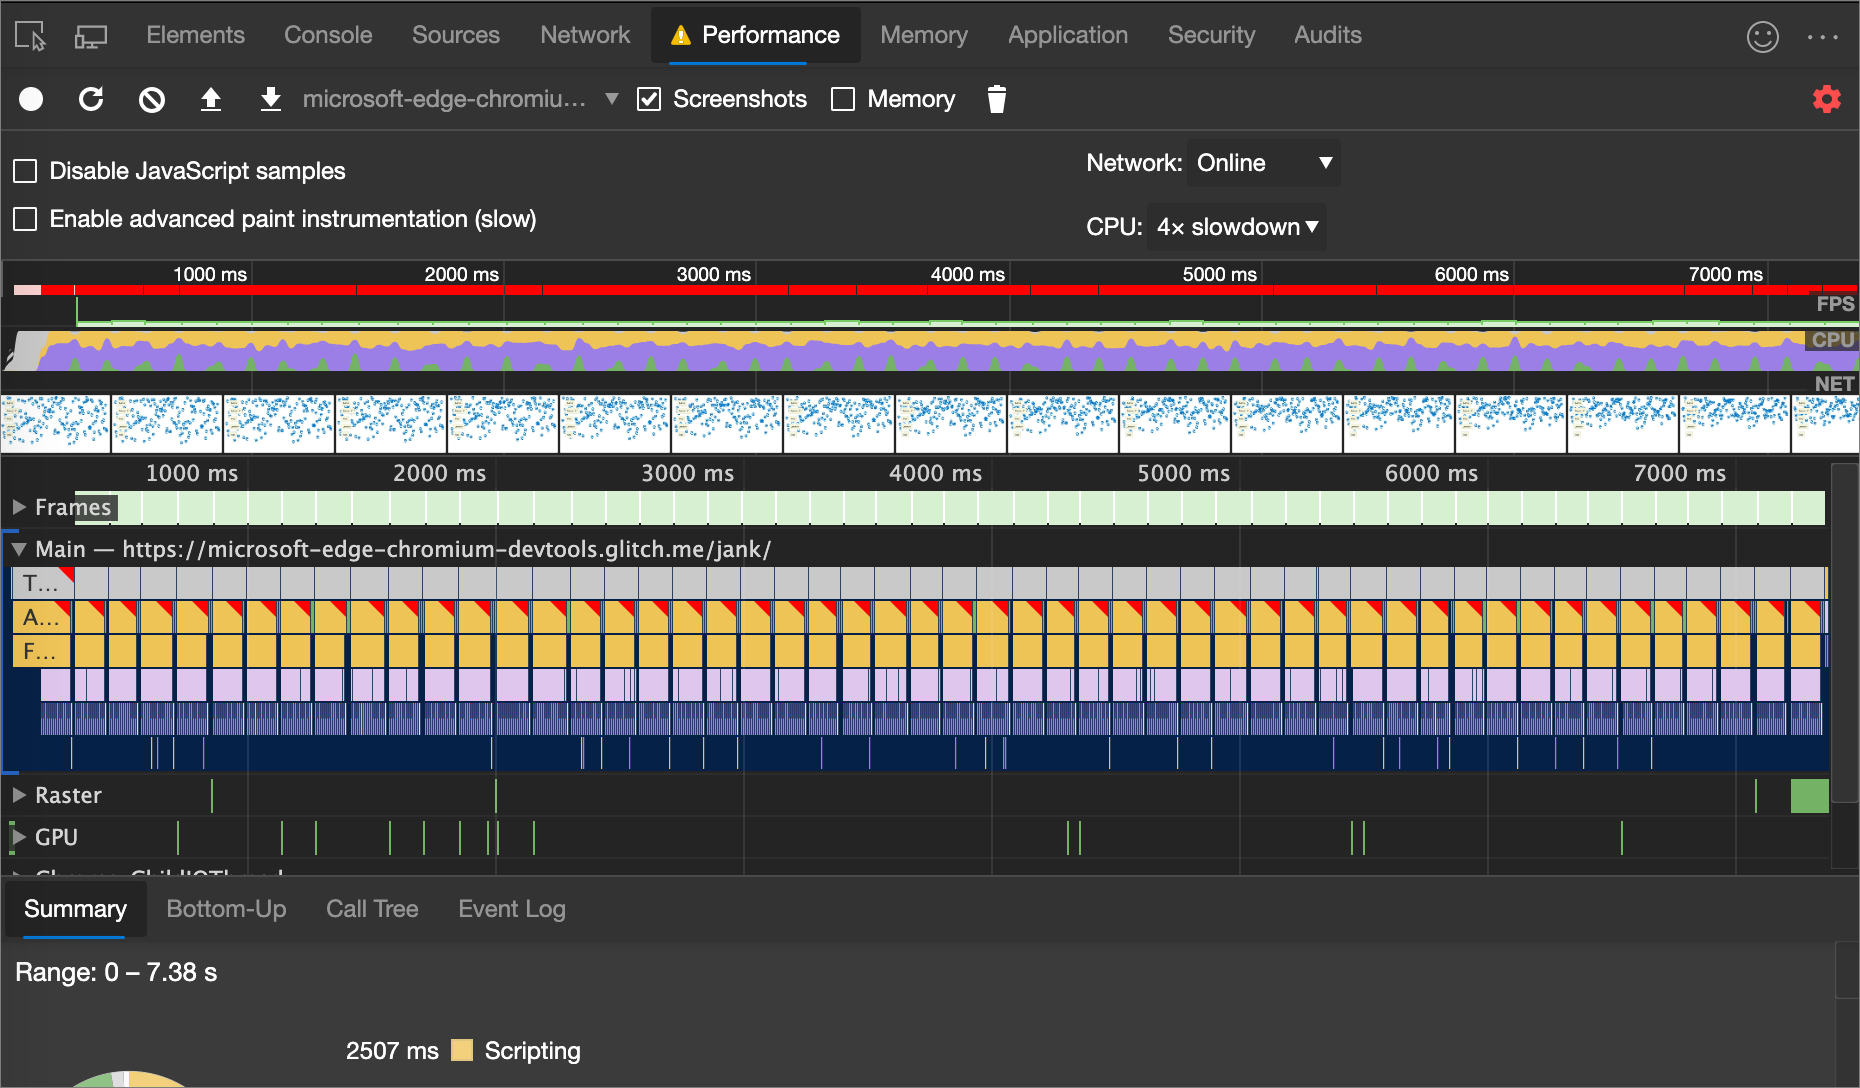 Elements Console Sources Network Performance Memory Application Security Audits
microsoft-edge-chromiu... Screenshots Memory
Disable JavaScript samples Network: Online
Enable advanced paint instrumentation (slow) CPU: 4× slowdown
1000 ms 2000 ms 3000 ms 4000 ms 5000 ms 6000 ms 7000 ms
FPS
CPU
NET
1000 ms 2000 ms 3000 ms 4000 ms 5000 ms 6000 ms 7000 ms
Frames
Main — https://microsoft-edge-chromium-devtools.glitch.me/jank/
T...
A...
F...
Raster
GPU
Summary Bottom-Up Call Tree Event Log
Range: 0 – 7.38 s
2507 ms Scripting